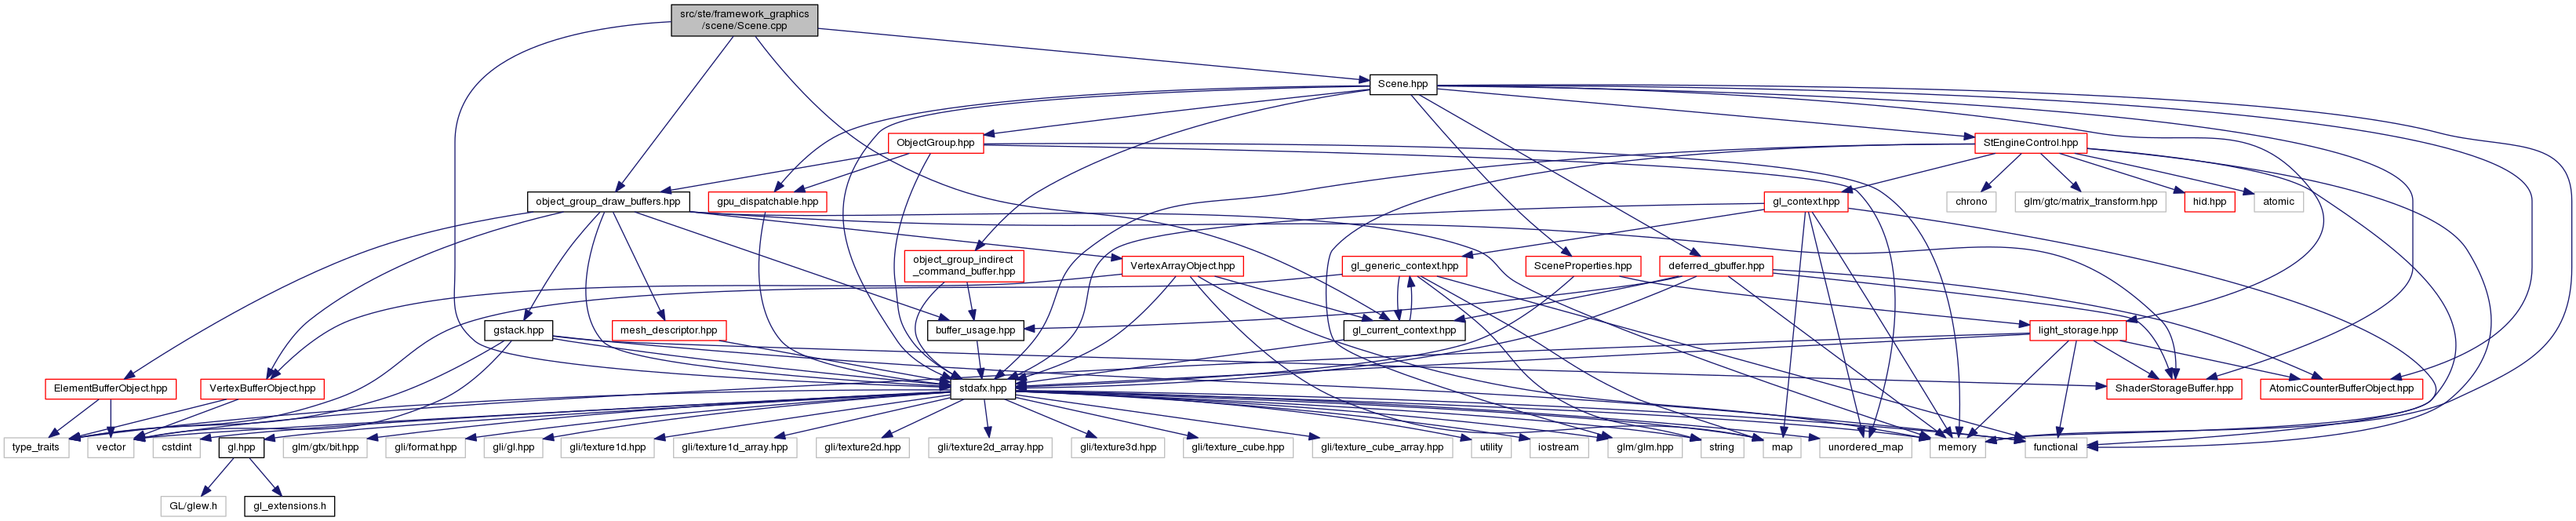 src/ste/framework_graphics
/scene/Scene.cpp
Scene.hpp
ObjectGroup.hpp
StEngineControl.hpp
object_group_draw_buffers.hpp
gpu_dispatchable.hpp
gl_context.hpp
chrono
glm/gtc/matrix_transform.hpp
hid.hpp
atomic
object_group_indirect
_command_buffer.hpp
VertexArrayObject.hpp
gl_generic_context.hpp
SceneProperties.hpp
deferred_gbuffer.hpp
gstack.hpp
mesh_descriptor.hpp
buffer_usage.hpp
gl_current_context.hpp
light_storage.hpp
ElementBufferObject.hpp
VertexBufferObject.hpp
stdafx.hpp
ShaderStorageBuffer.hpp
AtomicCounterBufferObject.hpp
type_traits
vector
cstdint
gl.hpp
glm/gtx/bit.hpp
gli/format.hpp
gli/gl.hpp
gli/texture1d.hpp
gli/texture1d_array.hpp
gli/texture2d.hpp
gli/texture2d_array.hpp
gli/texture3d.hpp
gli/texture_cube.hpp
gli/texture_cube_array.hpp
utility
iostream
glm/glm.hpp
string
map
unordered_map
memory
functional
GL/glew.h
gl_extensions.h